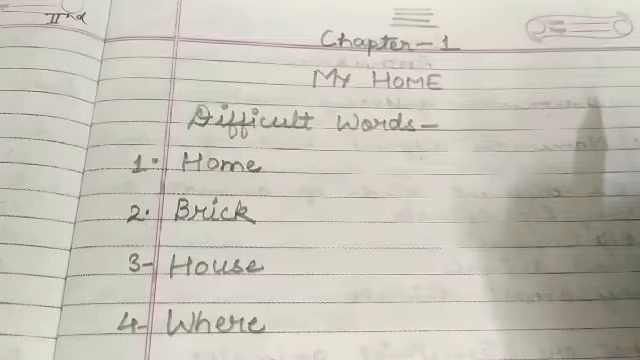 IInd
Chapter-1
MY HOME
Difficult Words-
1. Home
2. Brick
3- House
4- Where